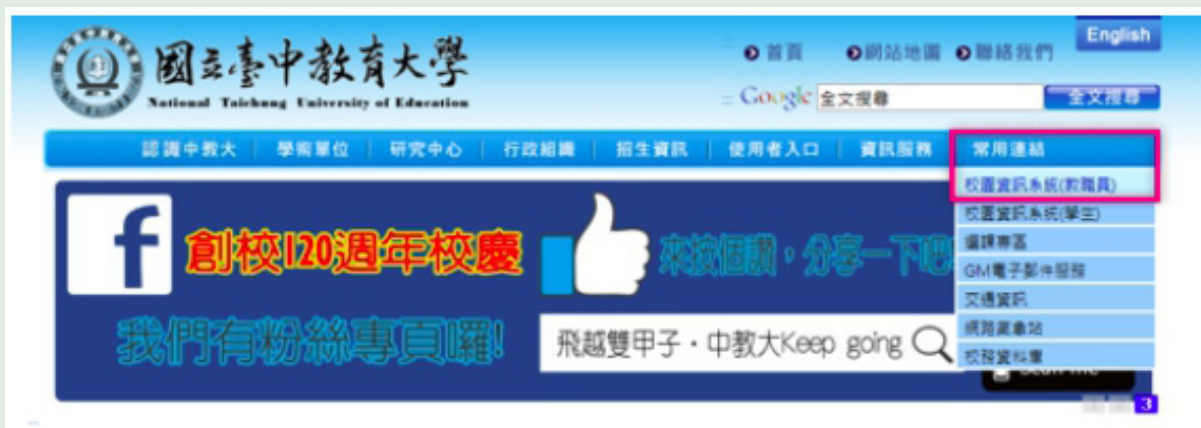 English
國立臺中教育大學
National Taichung University of Education
首頁 網站地圖 聯絡我們
Google 全文搜尋 全文搜尋
認識中教大 | 學術單位 | 研究中心 | 行政組織 | 招生資訊 | 使用者入口 | 資訊服務 常用連結
校園資訊系統(教職員)
校園資訊系統(學生)
選課專區
GM電子郵件服務
交通資訊
網路氣象站
校務資料庫
f 創校120週年校慶
來按個讚,分享一下吧
我們有粉絲專頁囉!
飛越雙甲子.中教大Keep going
3